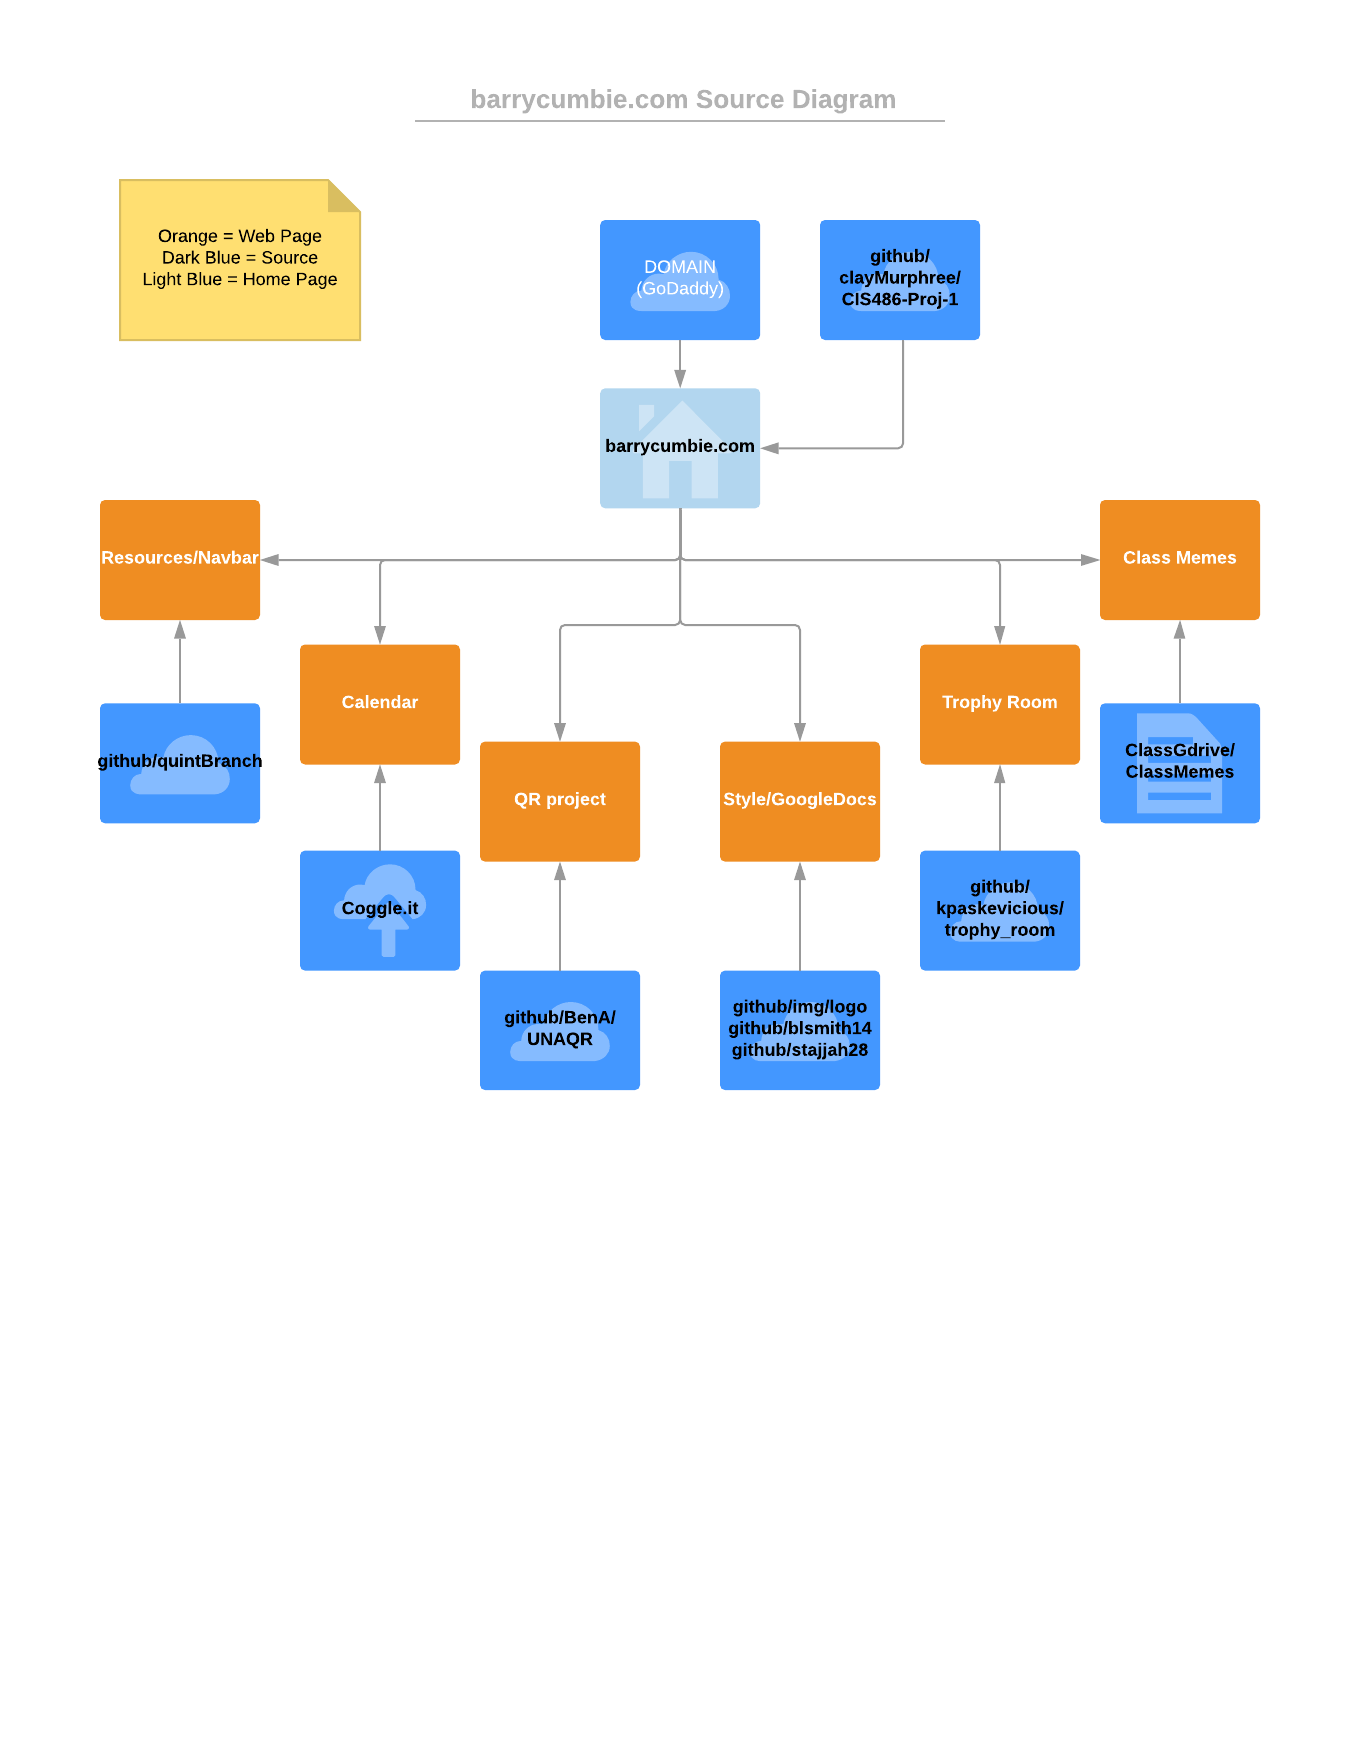 barrycumbie.com Source Diagram
Orange = Web Page
Dark Blue = Source
Light Blue = Home Page
DOMAIN
(GoDaddy)
github/
clayMurphree/
CIS486-Proj-1
barrycumbie.com
Resources/Navbar
Class Memes
Calendar
Trophy Room
github/quintBranch
ClassGdrive/
ClassMemes
QR project
Style/GoogleDocs
Coggle.it
github/
kpaskevicious/
trophy_room
github/BenA/
UNAQR
github/img/logo
github/blsmith14
github/stajjah28